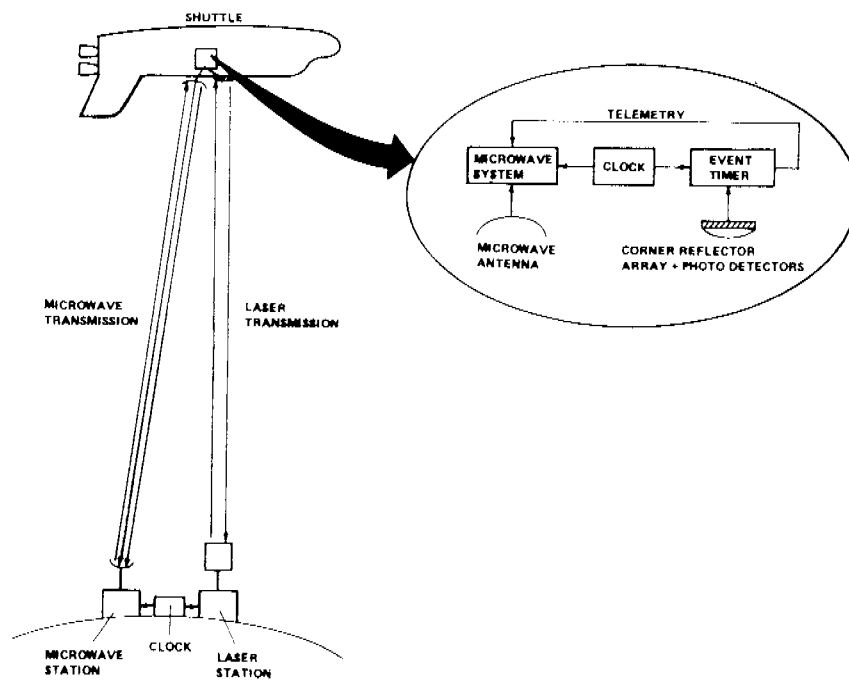 SHUTTLE
TELEMETRY
MICROWAVE
SYSTEM
CLOCK
EVENT
TIMER
MICROWAVE
ANTENNA
CORNER REFLECTOR
ARRAY + PHOTO DETECTORS
MICROWAVE
TRANSMISSION
LASER
TRANSMISSION
MICROWAVE
STATION
CLOCK
LASER
STATION